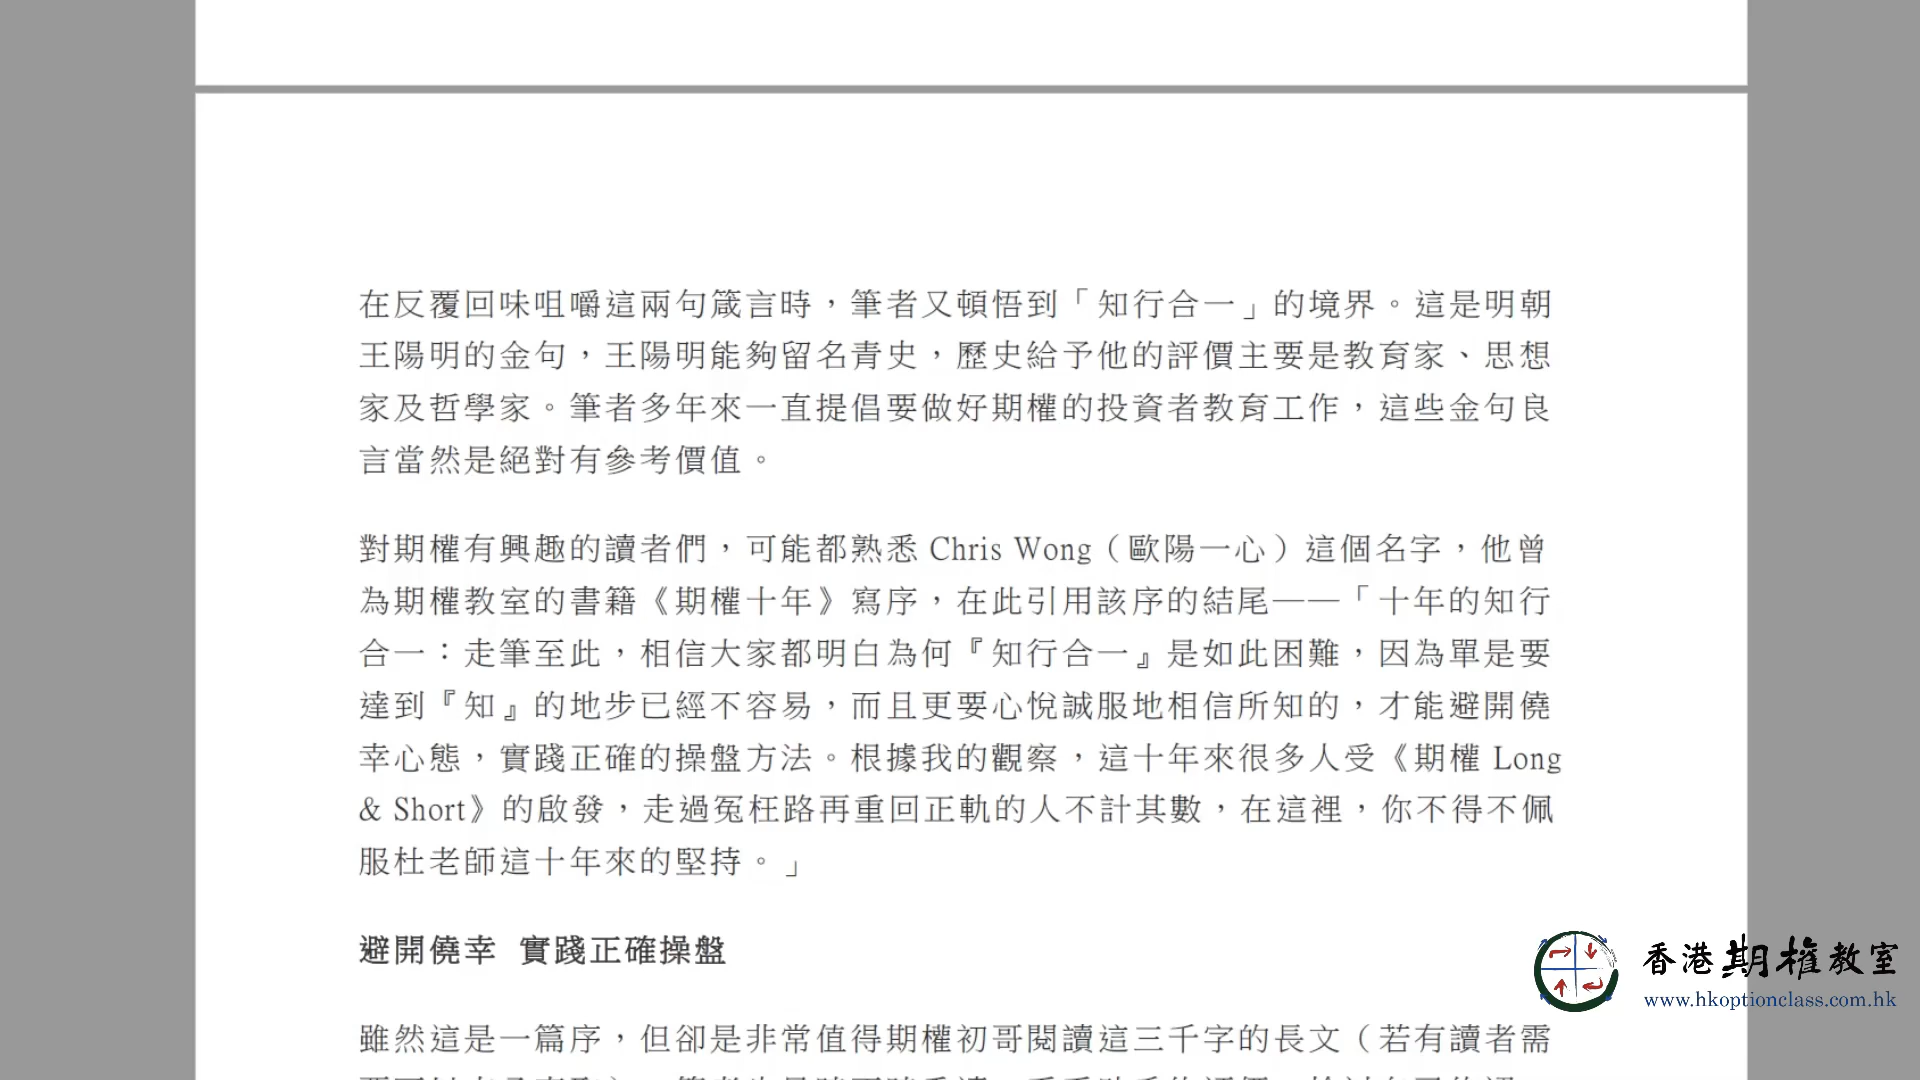 在反覆回味咀嚼這兩句箴言時，筆者又頓悟到「知行合一」的境界。這是明朝
王陽明的金句，王陽明能夠留名青史，歷史給予他的評價主要是教育家、思想
家及哲學家。筆者多年來一直提倡要做好期權的投資者教育工作，這些金句良
言當然是絕對有參考價值。
對期權有興趣的讀者們，可能都熟悉 Chris Wong（歐陽一心）這個名字，他曾
為期權教室的書籍《期權十年》寫序，在此引用該序的結尾——「十年的知行
合一：走筆至此，相信大家都明白為何『知行合一』是如此困難，因為單是要
達到『知』的地步已經不容易，而且更要心悅誠服地相信所知的，才能避開僥
幸心態，實踐正確的操盤方法。根據我的觀察，這十年來很多人受《期權 Long
& Short》的啟發，走過冤枉路再重回正軌的人不計其數，在這裡，你不得不佩
服杜老師這十年來的堅持。」
避開僥幸 實踐正確操盤
雖然這是一篇序，但卻是非常值得期權初哥閱讀這三千字的長文（若有讀者需
香港期權教室
www.hkoptionclass.com.hk